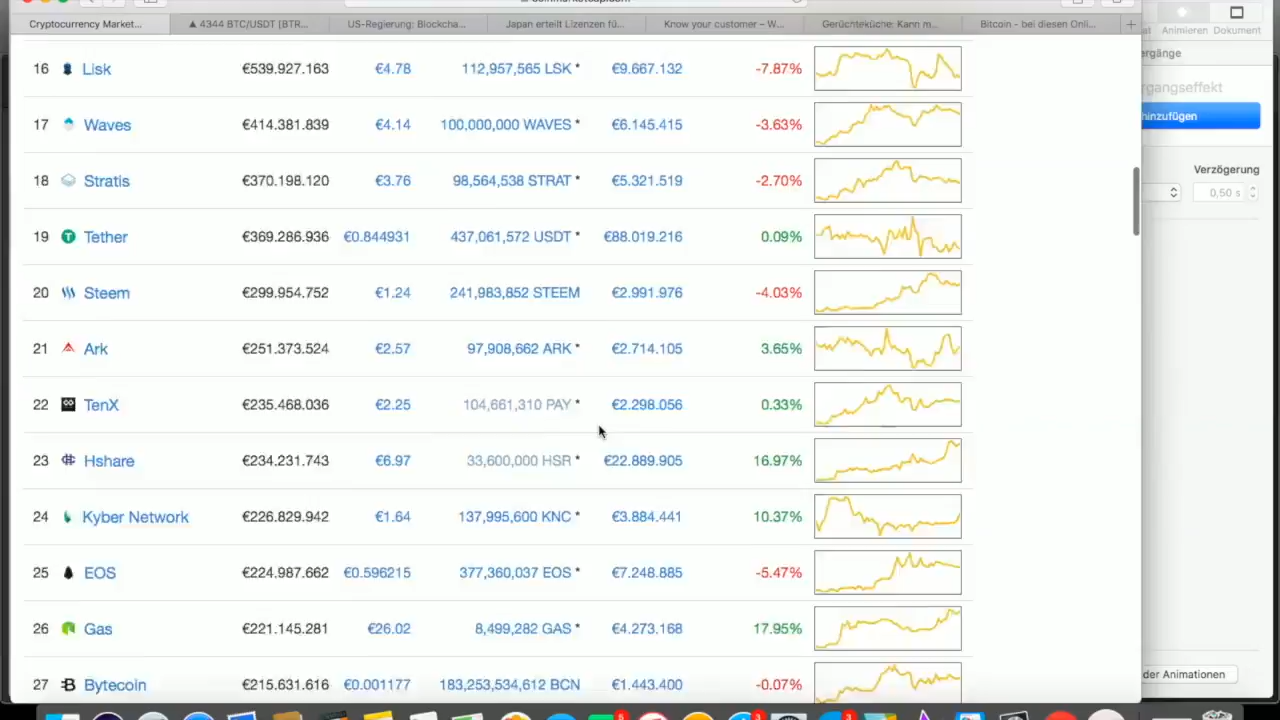 Cryptocurrency Market... ▲ 4344 BTC/USDT [BTR... US-Regierung: Blockcha... Japan erteilt Lizenzen fü... Know your customer – W... Gerüchteküche: Kann m... Bitcoin - bei diesen Onli... +
Animieren Dokument
16 Lisk €539.927.163 €4.78 112,957,565 LSK * €9.667.132 -7.87%
17 Waves €414.381.839 €4.14 100,000,000 WAVES * €6.145.415 -3.63%
18 Stratis €370.198.120 €3.76 98,564,538 STRAT * €5.321.519 -2.70%
19 Tether €369.286.936 €0.844931 437,061,572 USDT * €88.019.216 0.09%
20 Steem €299.954.752 €1.24 241,983,852 STEEM €2.991.976 -4.03%
21 Ark €251.373.524 €2.57 97,908,662 ARK * €2.714.105 3.65%
22 TenX €235.468.036 €2.25 104,661,310 PAY * €2.298.056 0.33%
23 Hshare €234.231.743 €6.97 33,600,000 HSR * €22.889.905 16.97%
24 Kyber Network €226.829.942 €1.64 137,995,600 KNC * €3.884.441 10.37%
25 EOS €224.987.662 €0.596215 377,360,037 EOS * €7.248.885 -5.47%
26 Gas €221.145.281 €26.02 8,499,282 GAS * €4.273.168 17.95%
27 Bytecoin €215.631.616 €0.001177 183,253,534,612 BCN €1.443.400 -0.07%
ergänge
rgangseffekt
hinzufügen
Verzögerung
0,50 s
der Animationen